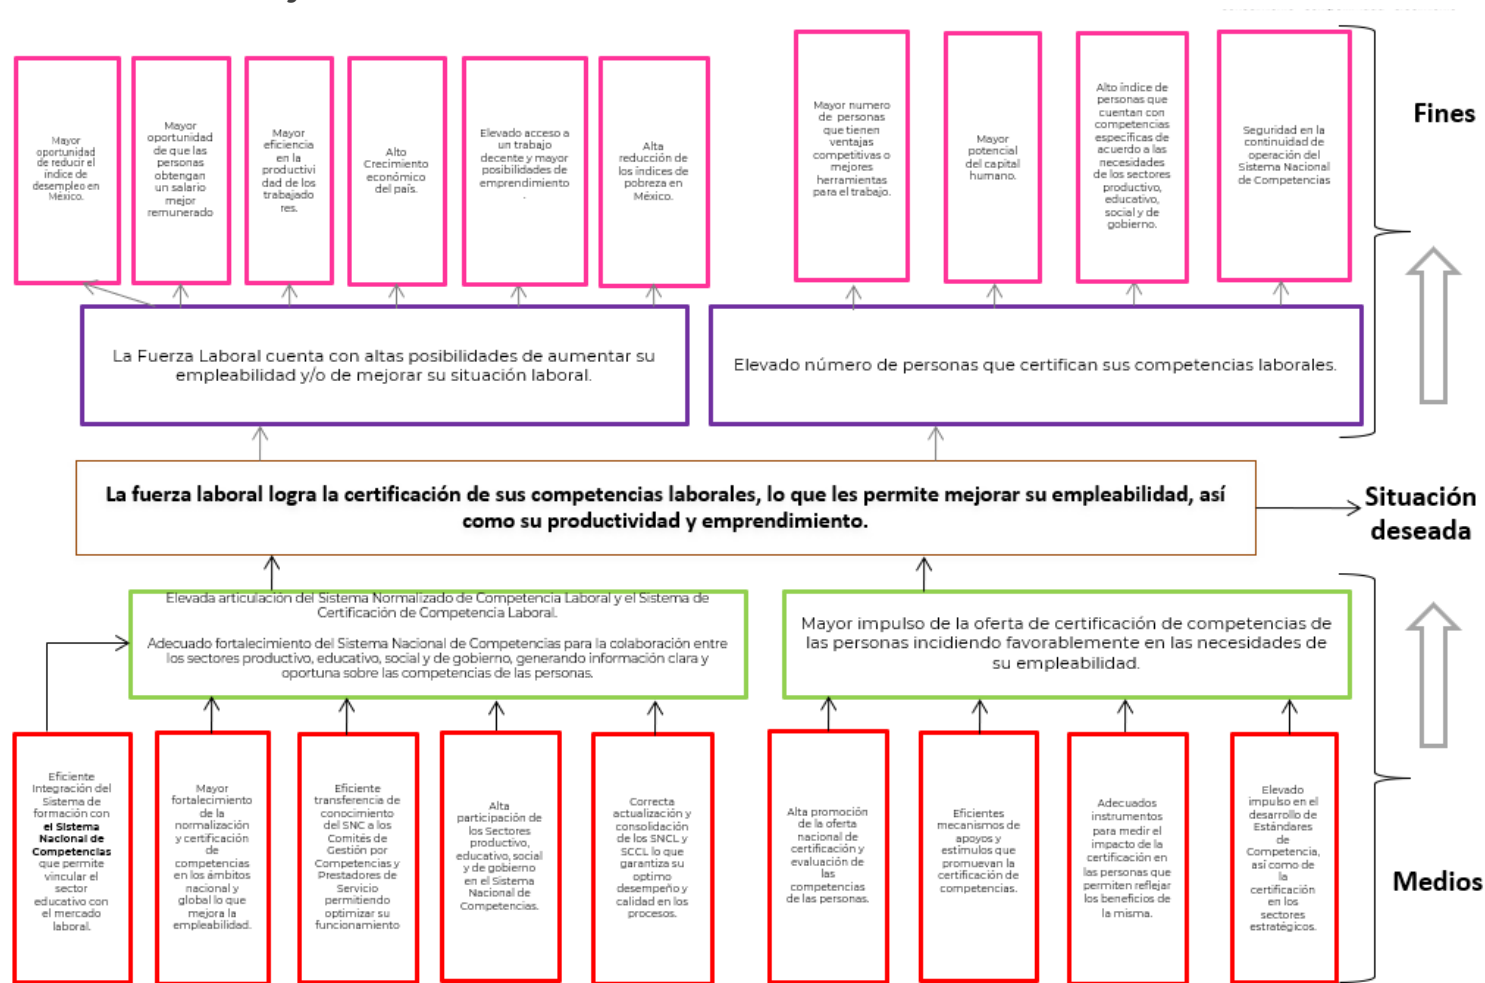 Mayor
oportunidad
de reducir el
índice de
desempleo en
México.
Mayor
oportunidad
de que las
personas
obtengan
un salario
mejor
remunerado
Mayor
eficiencia
en la
productivi
dad de los
trabajado
res.
Alto
Crecimiento
económico
del país.
Elevado acceso a
un trabajo
decente y mayor
posibilidades de
emprendimiento
.
Alta
reducción de
los índices de
pobreza en
México.
Mayor numero
de personas
que tienen
ventajas
competitivas o
mejores
herramientas
para el trabajo.
Mayor
potencial
del capital
humano.
Alto índice de
personas que
cuentan con
competencias
específicas de
acuerdo a las
necesidades
de los sectores
productivo,
educativo,
social y de
gobierno.
Seguridad en la
continuidad de
operación del
Sistema Nacional
de Competencias
Fines
La Fuerza Laboral cuenta con altas posibilidades de aumentar su
empleabilidad y/o de mejorar su situación laboral.
Elevado número de personas que certifican sus competencias laborales.
La fuerza laboral logra la certificación de sus competencias laborales, lo que les permite mejorar su empleabilidad, así
como su productividad y emprendimiento.
Situación
deseada
Elevada articulación del Sistema Normalizado de Competencia Laboral y el Sistema de
Certificación de Competencia Laboral.
Adecuado fortalecimiento del Sistema Nacional de Competencias para la colaboración entre
los sectores productivo, educativo, social y de gobierno, generando información clara y
oportuna sobre las competencias de las personas.
Mayor impulso de la oferta de certificación de competencias de
las personas incidiendo favorablemente en las necesidades de
su empleabilidad.
Eficiente
Integración del
Sistema de
formación con
el Sistema
Nacional de
Competencias
que permite
vincular el
sector
educativo con
el mercado
laboral.
Mayor
fortalecimiento
de la
normalización
y certificación
de
competencias
en los ámbitos
nacional y
global lo que
mejora la
empleabilidad.
Eficiente
transferencia de
conocimiento
del SNC a los
Comités de
Gestión por
Competencias y
Prestadores de
Servicio
permitiendo
optimizar su
funcionamiento
Alta
participación de
los Sectores
productivo,
educativo, social
y de gobierno
en el Sistema
Nacional de
Competencias.
Correcta
actualización y
consolidación
de los SNCL y
SCCL lo que
garantiza su
optimo
desempeño y
calidad en los
procesos.
Alta promoción
de la oferta
nacional de
certificación y
evaluación de
las
competencias
de las personas.
Eficientes
mecanismos de
apoyos y
estímulos que
promuevan la
certificación de
competencias.
Adecuados
instrumentos
para medir el
impacto de la
certificación en
las personas que
permiten reflejar
los beneficios de
la misma.
Elevado
impulso en el
desarrollo de
Estándares
de
Competencia,
así como de
la
certificación
en los
sectores
estratégicos.
Medios